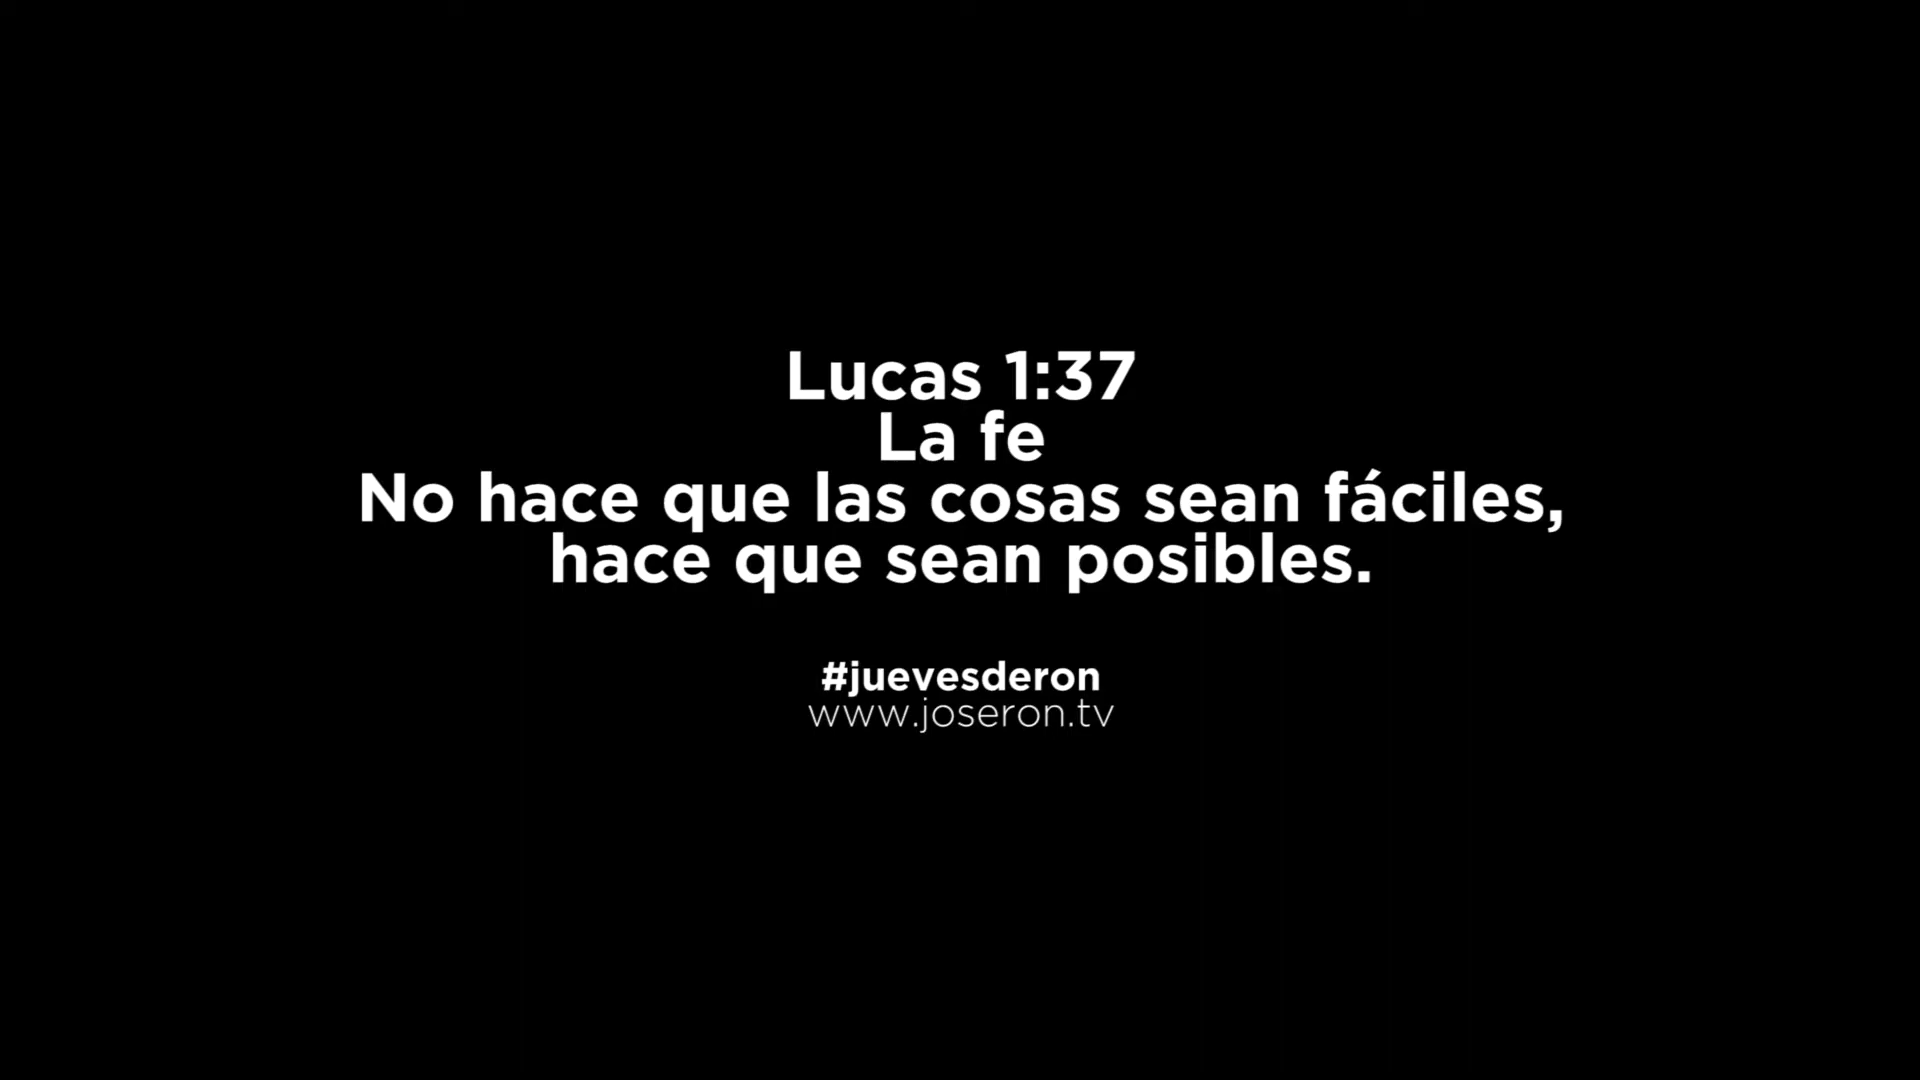 Lucas 1:37
La fe
No hace que las cosas sean fáciles,
hace que sean posibles.
#juevesderon
www.joseron.tv